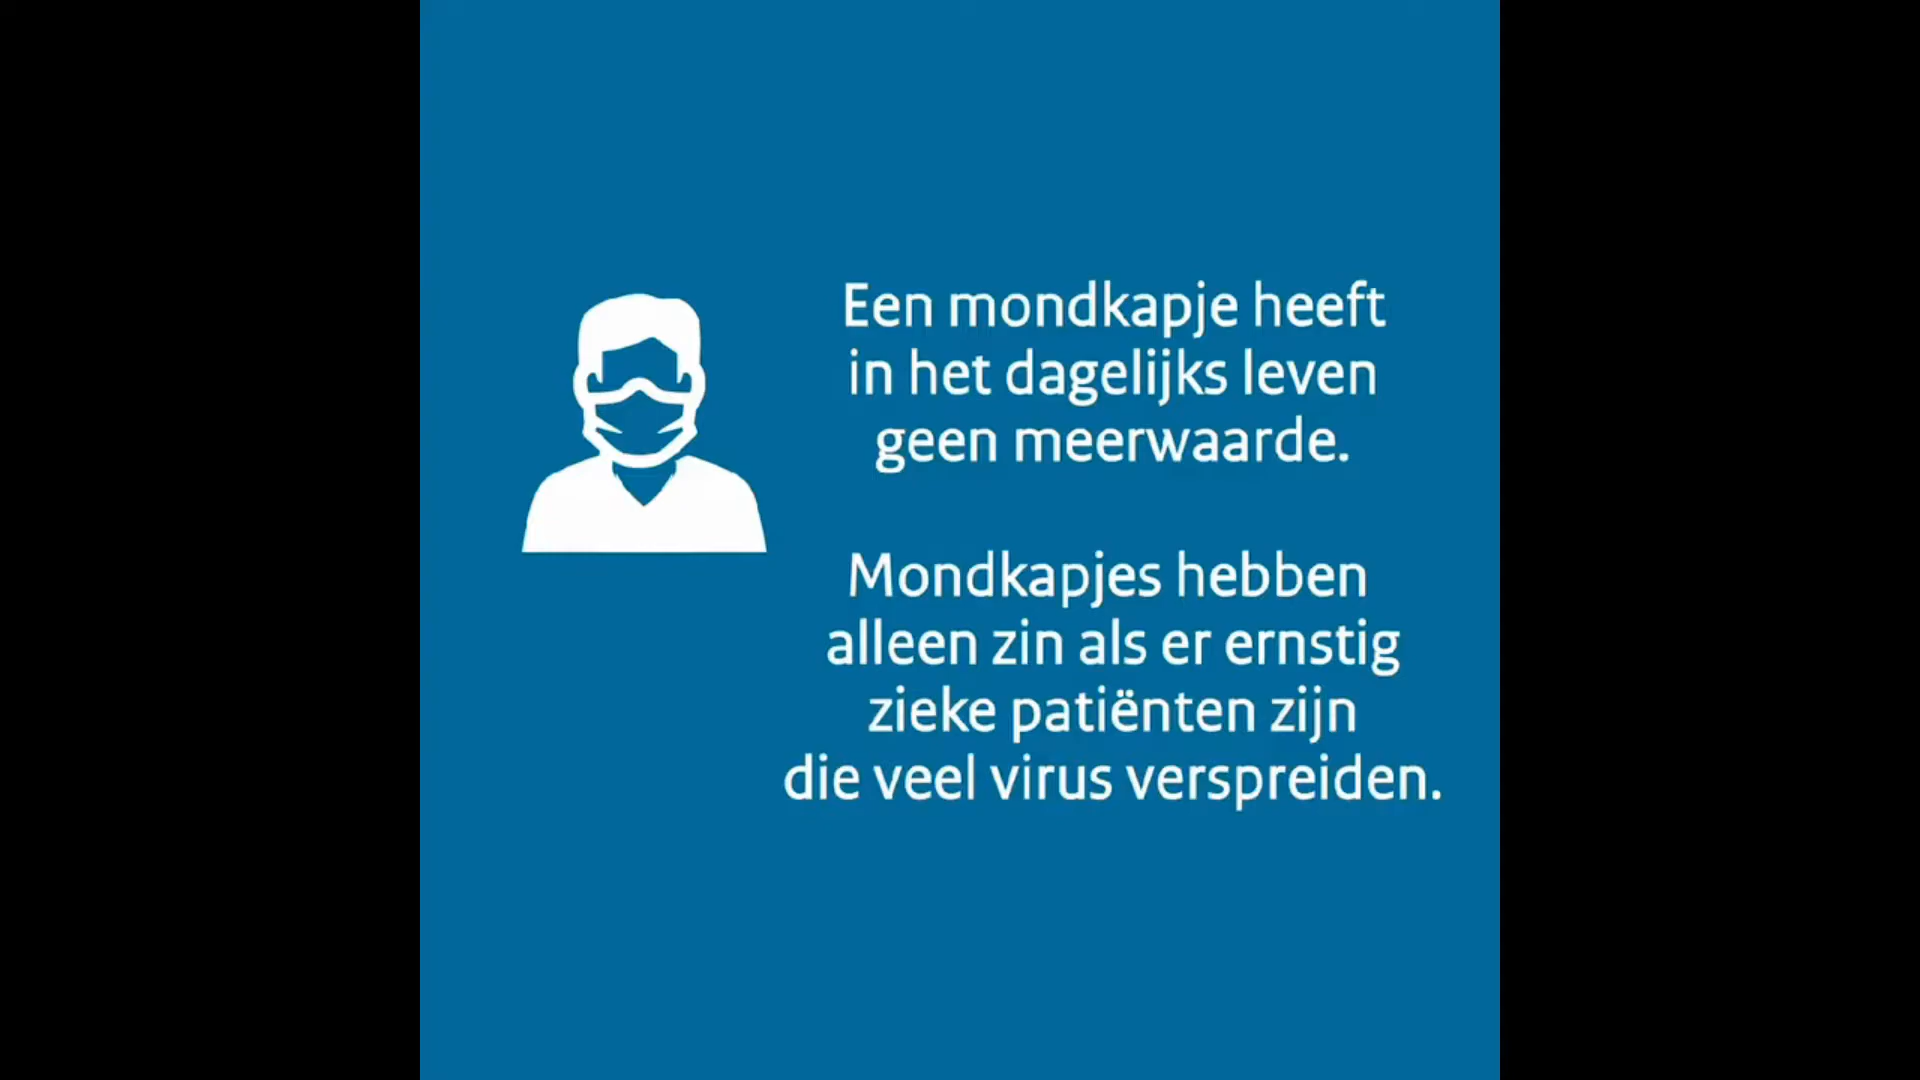 Een mondkapje heeft
in het dagelijks leven
geen meerwaarde.
Mondkapjes hebben
alleen zin als er ernstig
zieke patiënten zijn
die veel virus verspreiden.